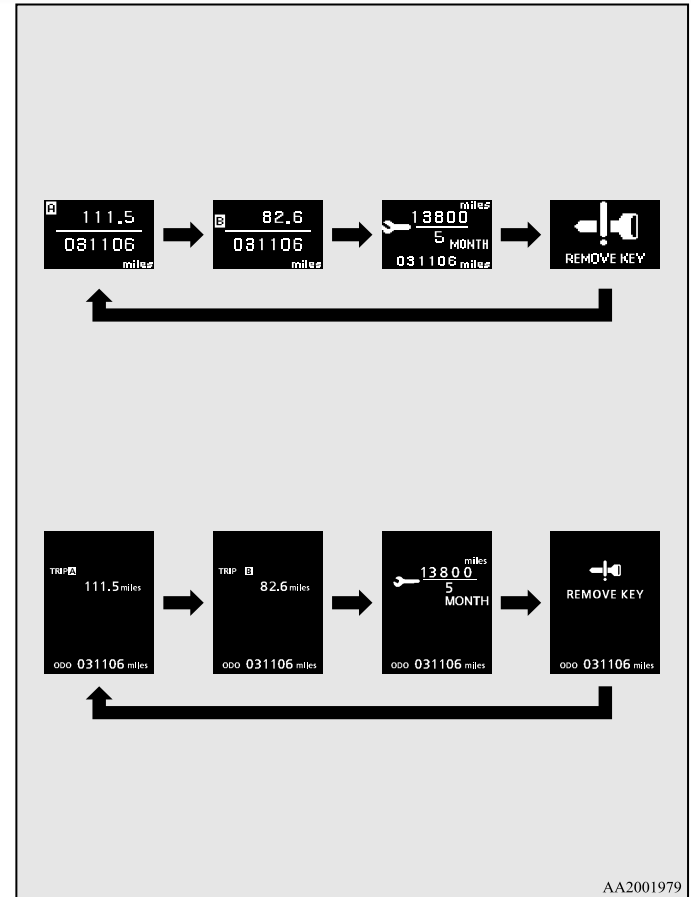 A
111.5
031106
miles
B
82.6
031106
miles
miles
13800
5 MONTH
031106 miles
REMOVE KEY
TRIP A
111.5 miles
ODO 031106 miles
TRIP B
82.6 miles
ODO 031106 miles
miles
13800
5
MONTH
ODO 031106 miles
REMOVE KEY
ODO 031106 miles
AA2001979